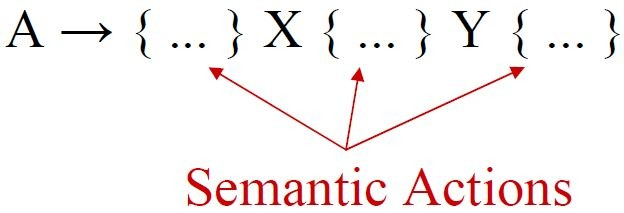 A → { ... } X { ... } Y { ... }
Semantic Actions